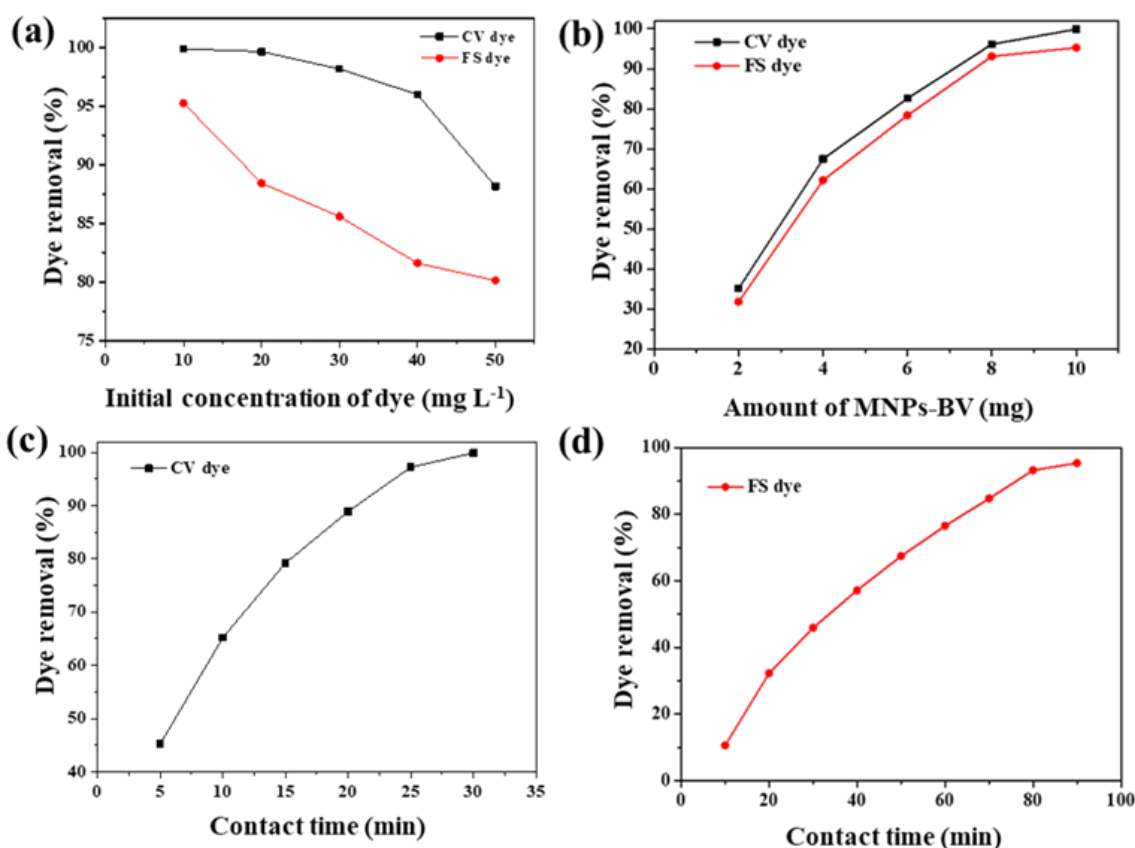 (a)
CV dye
FS dye
Dye removal (%)
100
95
90
85
80
75
0 10 20 30 40 50
Initial concentration of dye (mg L⁻¹)
(b)
CV dye
FS dye
Dye removal (%)
100
90
80
70
60
50
40
30
20
0 2 4 6 8 10
Amount of MNPs-BV (mg)
(c)
CV dye
Dye removal (%)
100
90
80
70
60
50
40
0 5 10 15 20 25 30 35
Contact time (min)
(d)
FS dye
Dye removal (%)
100
80
60
40
20
0
0 20 40 60 80 100
Contact time (min)